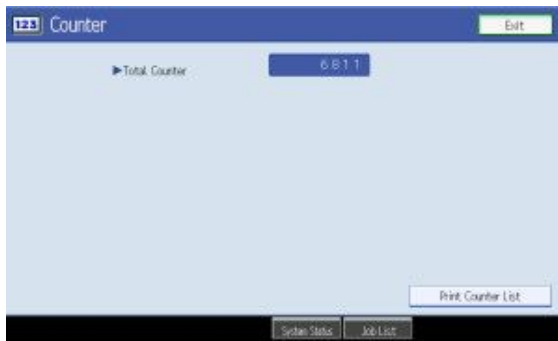 123 Counter
Exit
▶Total Counter
6811
Print Counter List
System Status
Job List